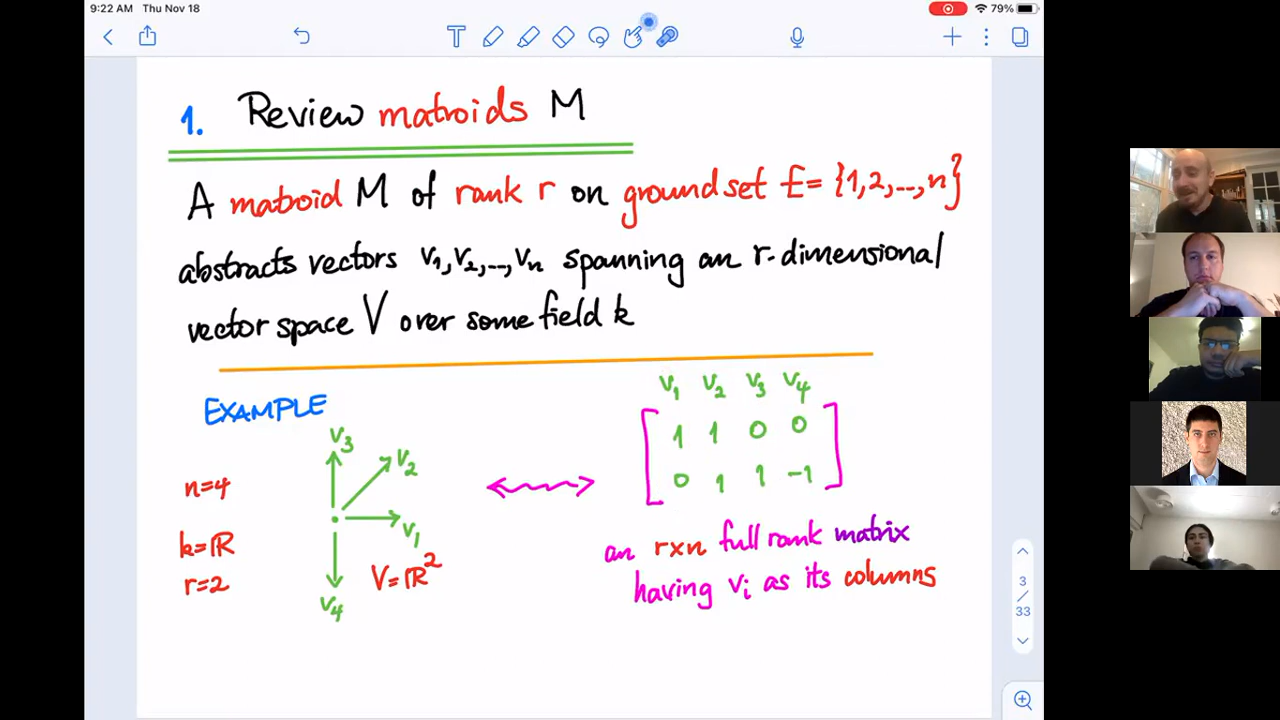 9:22 AM Thu Nov 18
79%
1. Review matroids M
A matroid M of rank r on ground set E = {1,2,...,n}
abstracts vectors v1,v2,...,vn spanning an r-dimensional
vector space V over some field k
EXAMPLE
n=4
k=ℝ
r=2
v3
v2
v1
v4
V=ℝ²
v1 v2 v3 v4
1 1 0 0
0 1 1 -1
an r×n full rank matrix
having vi as its columns
3
/
33